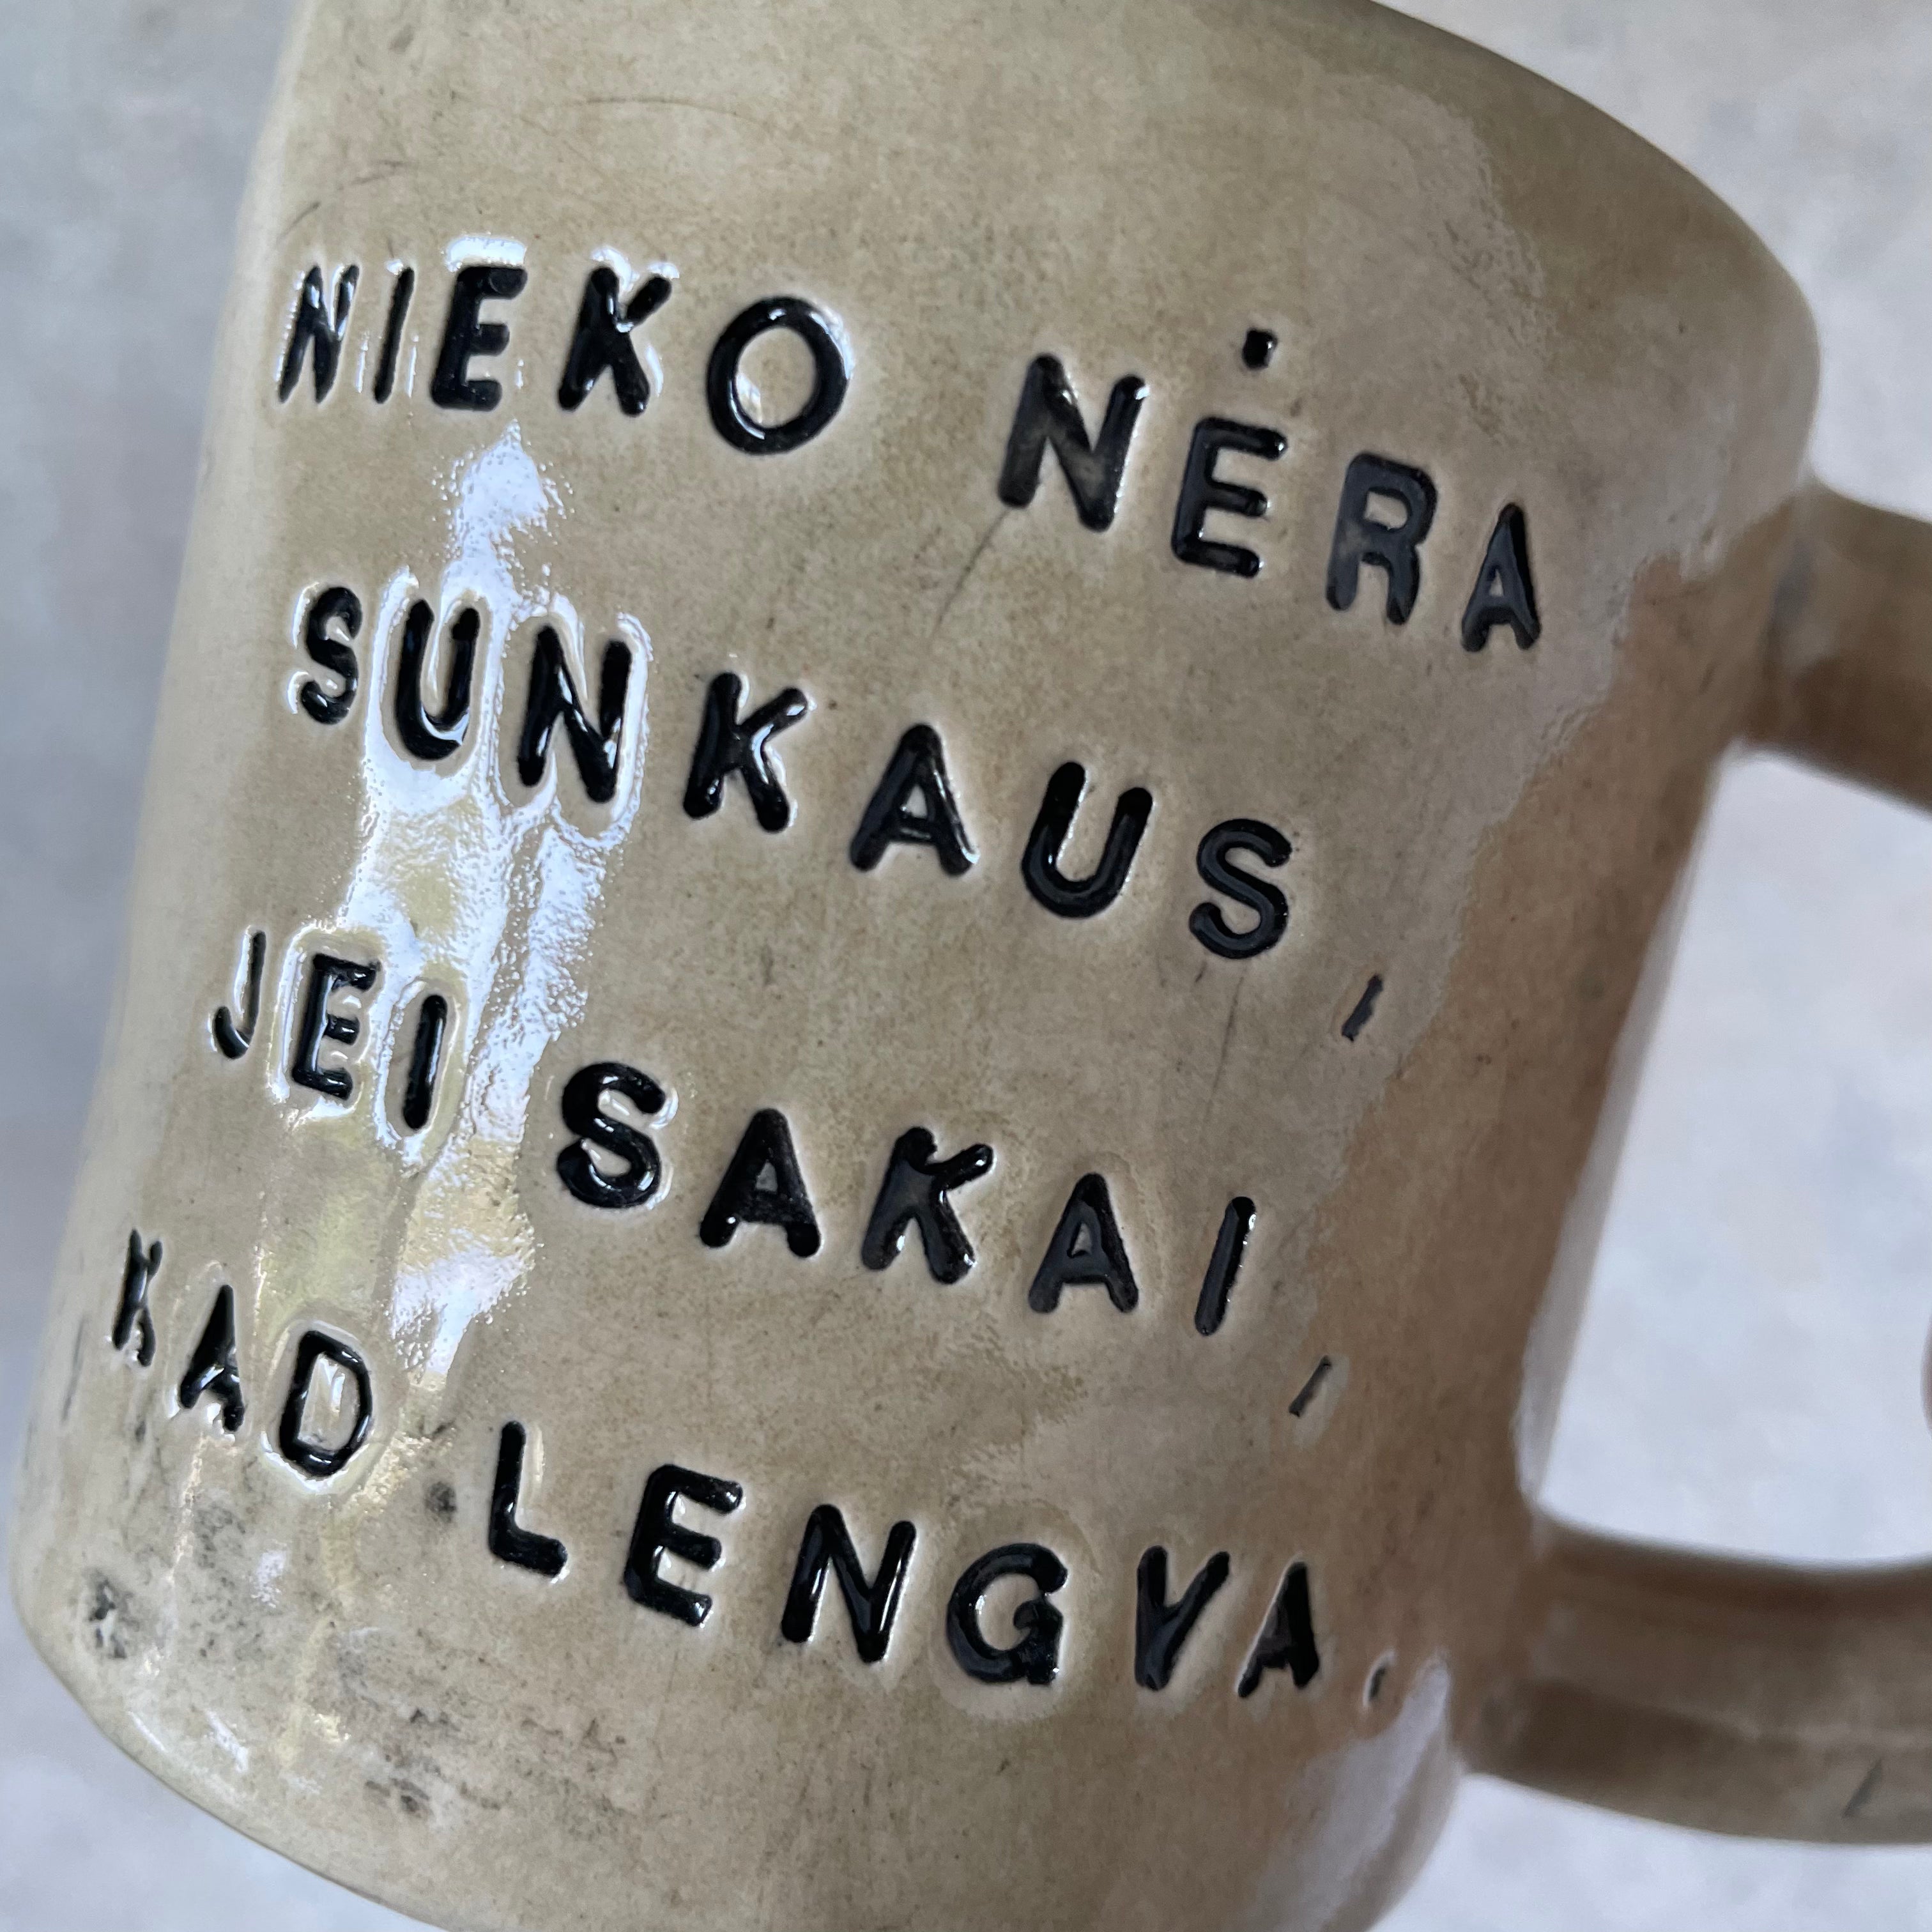 NIEKO NĖRA
SUNKAUS,
JEI SAKAI,
KAD LENGVA.